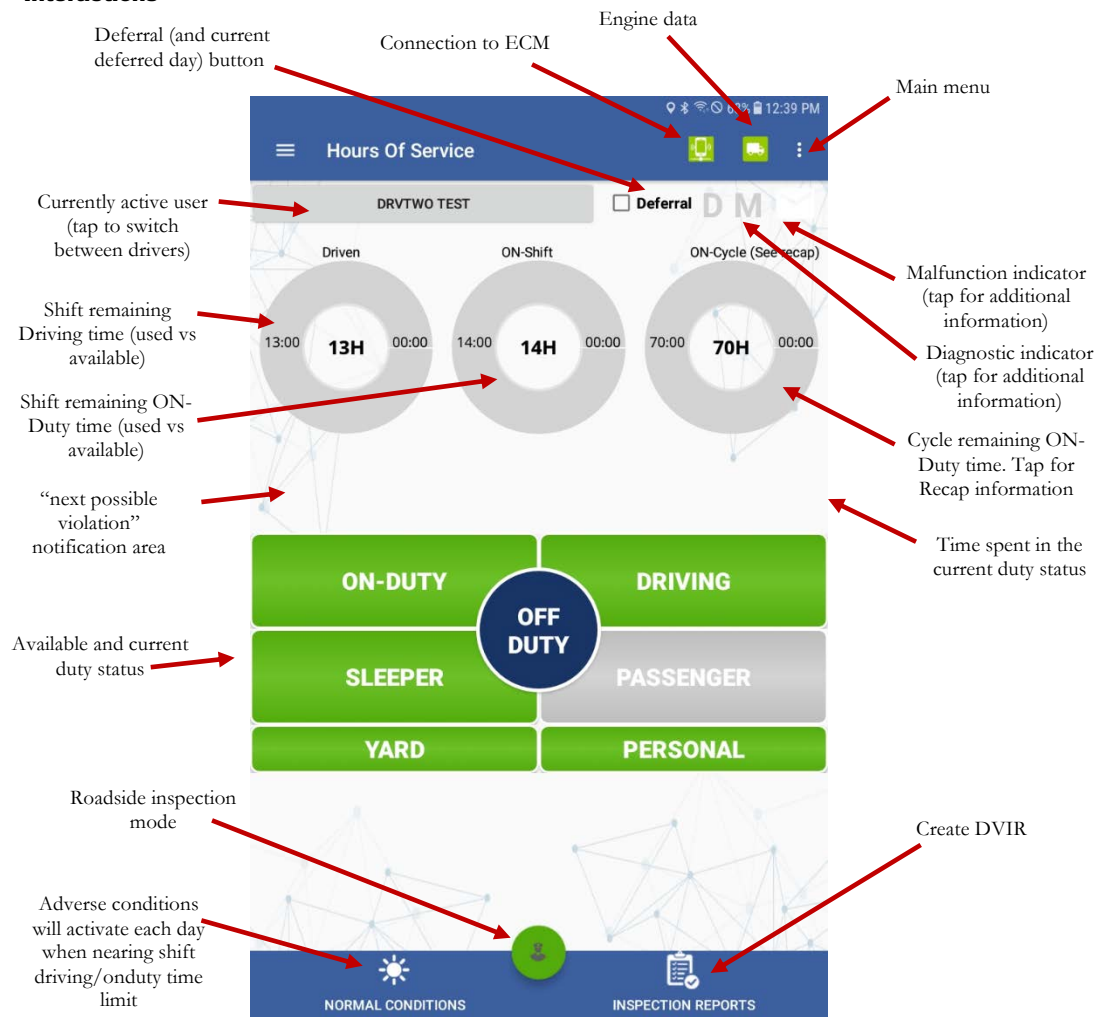 Deferral (and current
deferred day) button
Connection to ECM
Engine data
Main menu
12:39 PM
Hours Of Service
Currently active user
(tap to switch
between drivers)
DRVTWO TEST
Deferral
D M
Driven
ON-Shift
ON-Cycle (See recap)
Shift remaining
Driving time (used vs
available)
13:00
13H
00:00
14:00
14H
00:00
70:00
70H
00:00
Malfunction indicator
(tap for additional
information)
Diagnostic indicator
(tap for additional
information)
Shift remaining ON-
Duty time (used vs
available)
Cycle remaining ON-
Duty time. Tap for
Recap information
“next possible
violation”
notification area
Time spent in the
current duty status
ON-DUTY
DRIVING
OFF
DUTY
Available and current
duty status
SLEEPER
PASSENGER
YARD
PERSONAL
Roadside inspection
mode
Create DVIR
Adverse conditions
will activate each day
when nearing shift
driving/onduty time
limit
NORMAL CONDITIONS
INSPECTION REPORTS